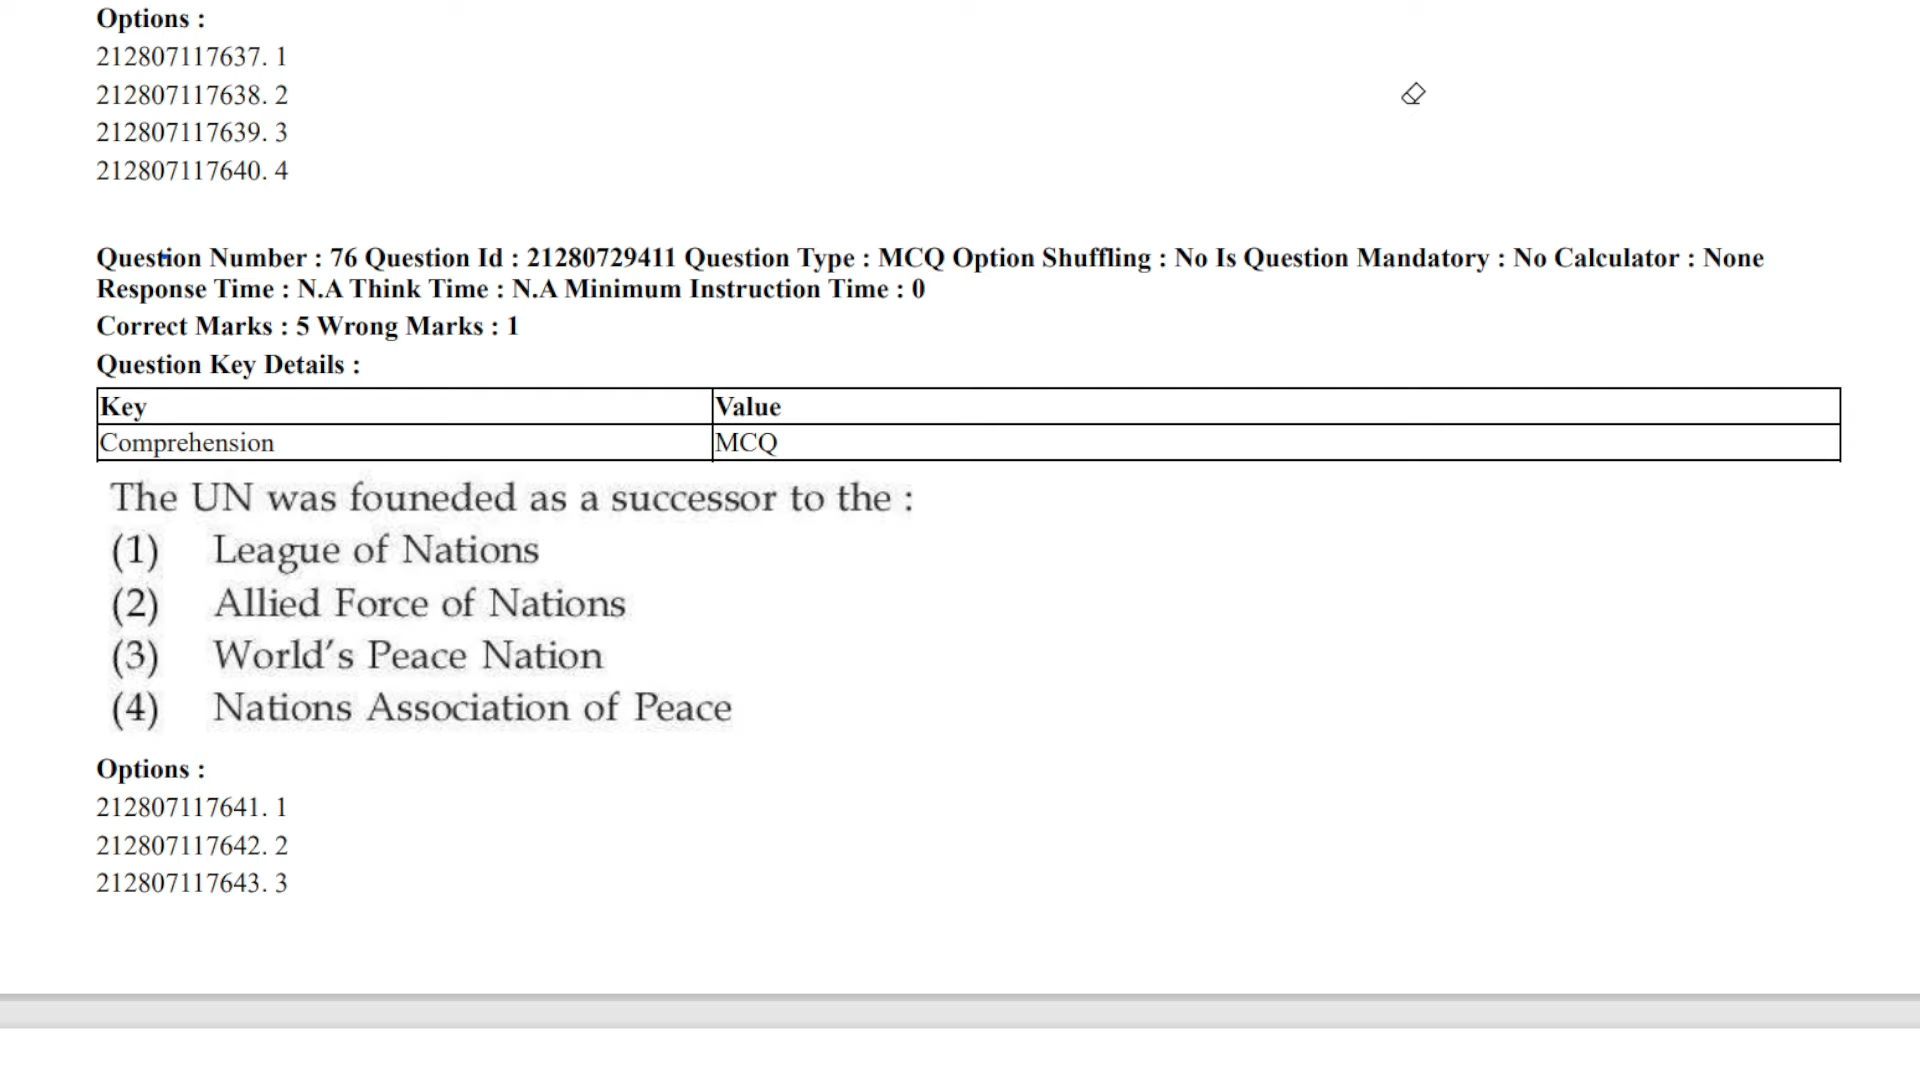 Options :
212807117637. 1
212807117638. 2
212807117639. 3
212807117640. 4
Question Number : 76 Question Id : 21280729411 Question Type : MCQ Option Shuffling : No Is Question Mandatory : No Calculator : None
Response Time : N.A Think Time : N.A Minimum Instruction Time : 0
Correct Marks : 5 Wrong Marks : 1
Question Key Details :
Key Value
Comprehension MCQ
The UN was founeded as a successor to the :
(1) League of Nations
(2) Allied Force of Nations
(3) World's Peace Nation
(4) Nations Association of Peace
Options :
212807117641. 1
212807117642. 2
212807117643. 3